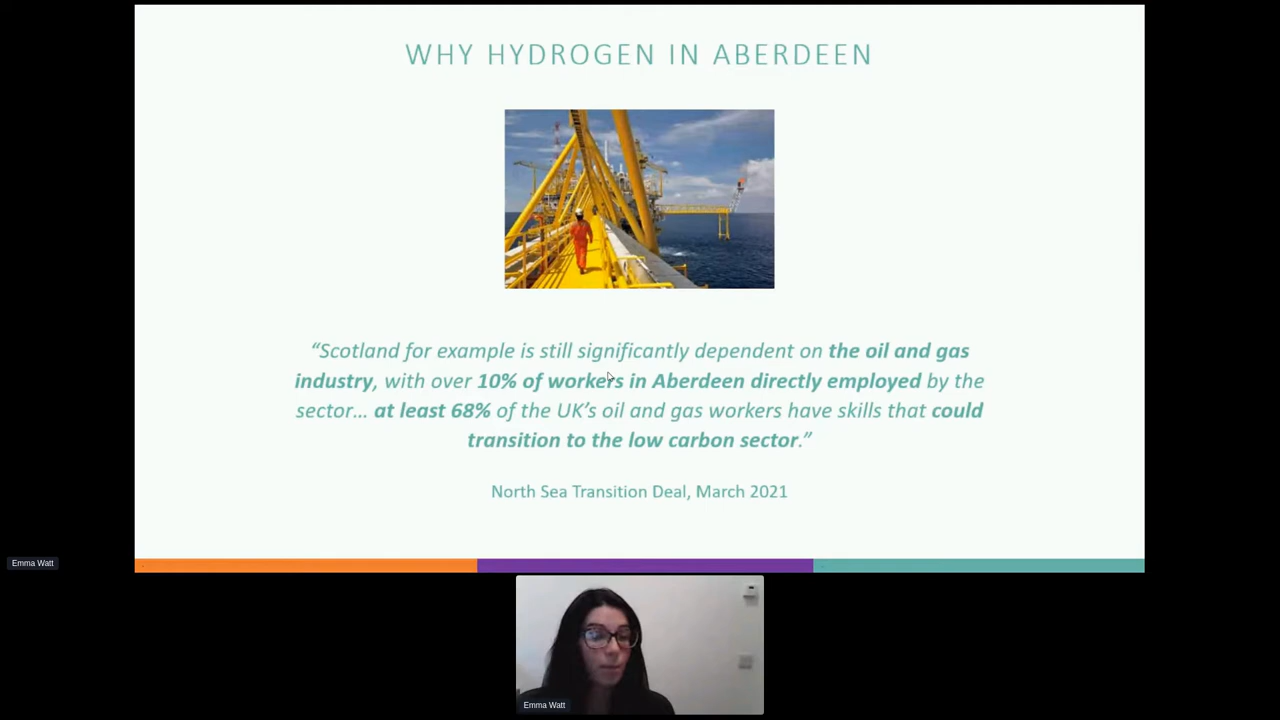 WHY HYDROGEN IN ABERDEEN
“Scotland for example is still significantly dependent on the oil and gas
industry, with over 10% of workers in Aberdeen directly employed by the
sector… at least 68% of the UK’s oil and gas workers have skills that could
transition to the low carbon sector.”
North Sea Transition Deal, March 2021
Emma Watt
Emma Watt